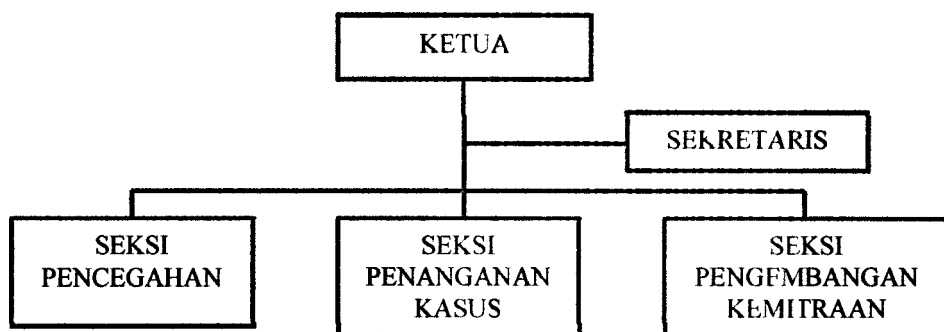 KETUA
SEKRETARIS
SEKSI
PENCEGAHAN
SEKSI
PENANGANAN
KASUS
SEKSI
PENGEMBANGAN
KEMITRAAN